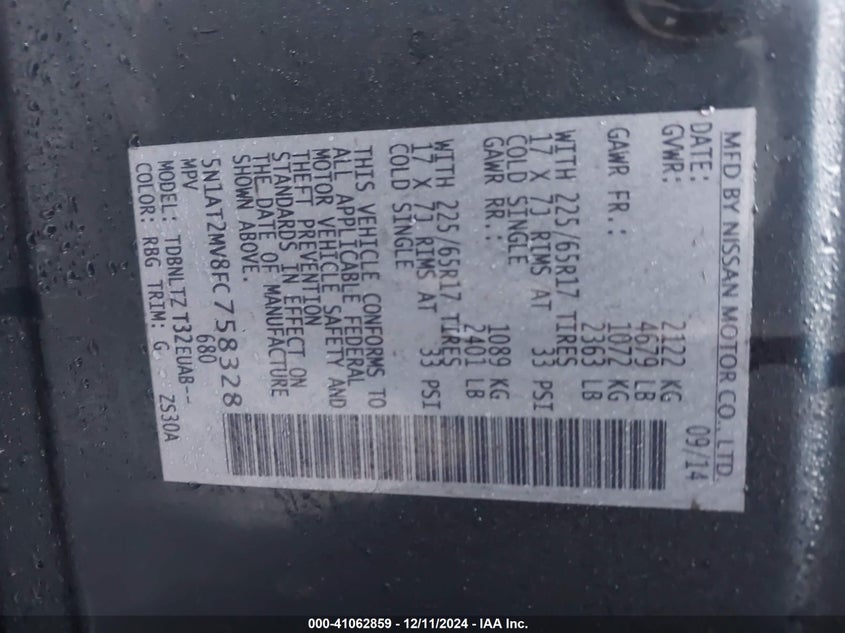 MFD BY NISSAN MOTOR CO., LTD.
DATE: 09/14
GVWR: 2122 KG
4679 LB
GAWR FR.: 1072 KG
2363 LB
WITH 225/65R17 TIRES
17 X 7J RIMS AT 33 PSI
COLD SINGLE
GAWR RR.: 1089 KG
2401 LB
WITH 225/65R17 TIRES
17 X 7J RIMS AT 33 PSI
COLD SINGLE
THIS VEHICLE CONFORMS TO
ALL APPLICABLE FEDERAL
MOTOR VEHICLE SAFETY AND
THEFT PREVENTION
STANDARDS IN EFFECT ON
THE DATE OF MANUFACTURE
SHOWN ABOVE.
5N1AT2MV8FC758328
MPV 680
MODEL: TDBNLTZ T32EUAB--
COLOR: RBG TRIM: G ZS30A
000-41062859 - 12/11/2024 - IAA Inc.